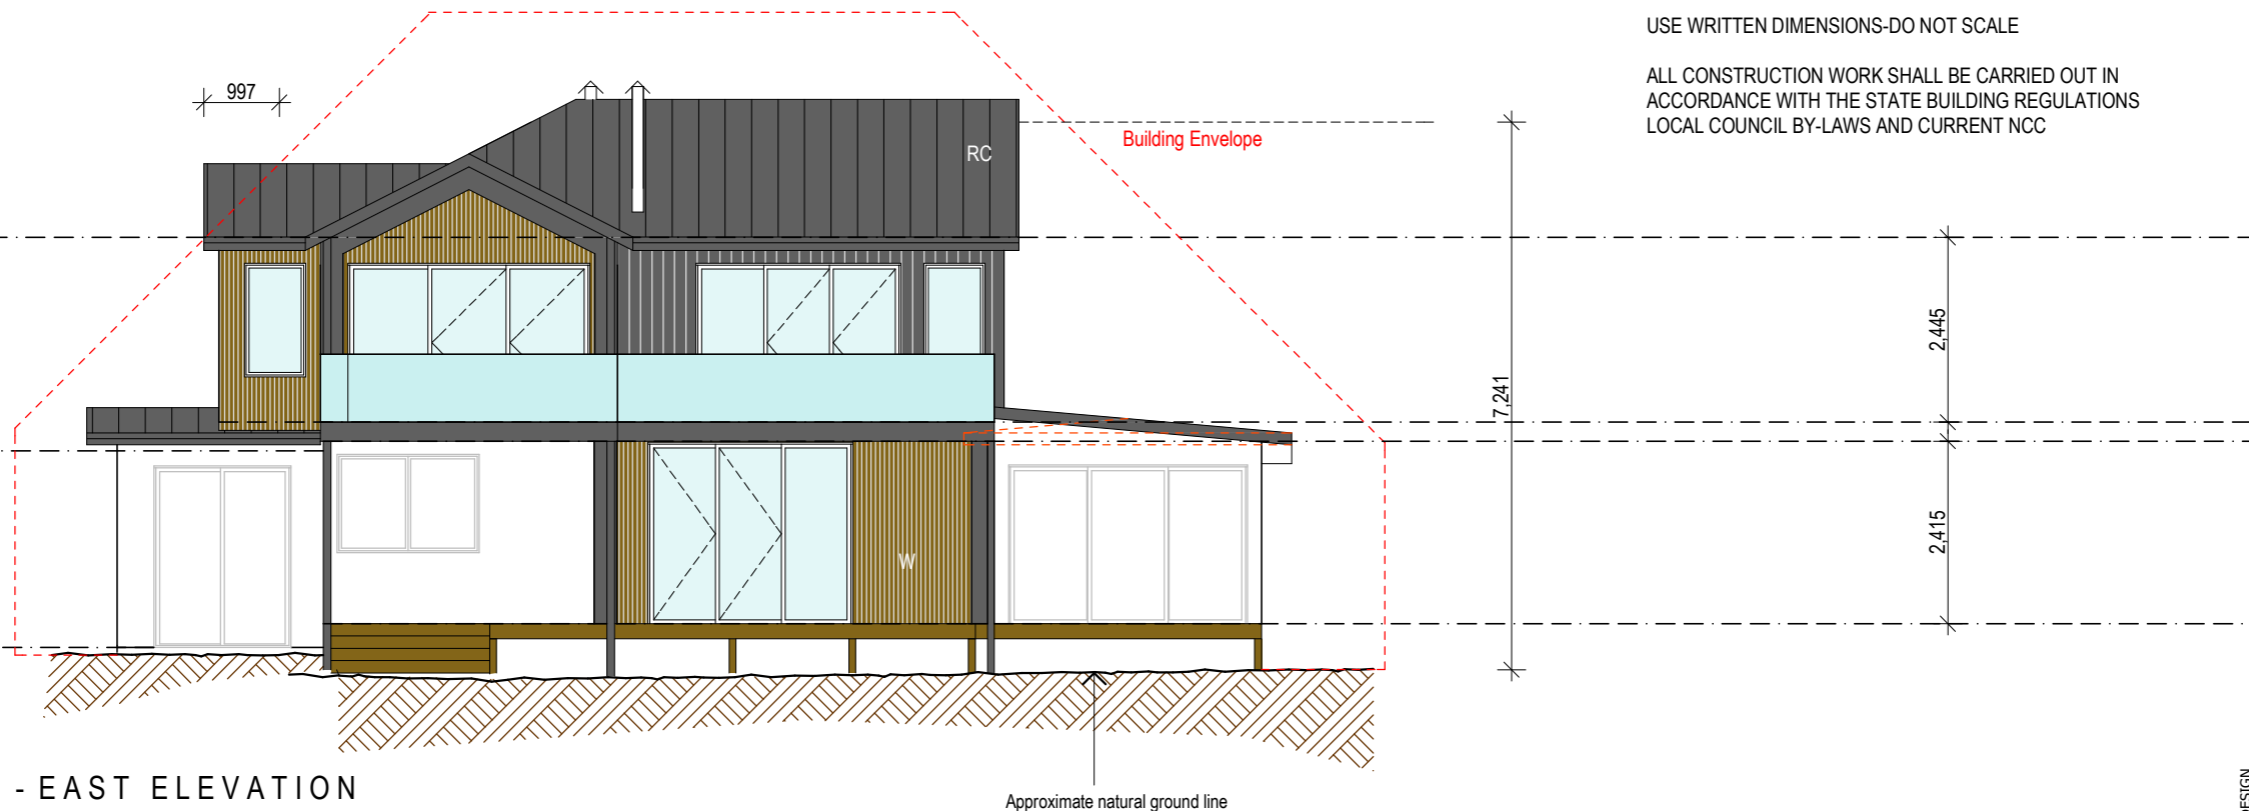 USE WRITTEN DIMENSIONS-DO NOT SCALE
ALL CONSTRUCTION WORK SHALL BE CARRIED OUT IN
ACCORDANCE WITH THE STATE BUILDING REGULATIONS
LOCAL COUNCIL BY-LAWS AND CURRENT NCC
997
Building Envelope
RC
2,445
7,241
2,415
W
- EAST ELEVATION
Approximate natural ground line
DESIGN